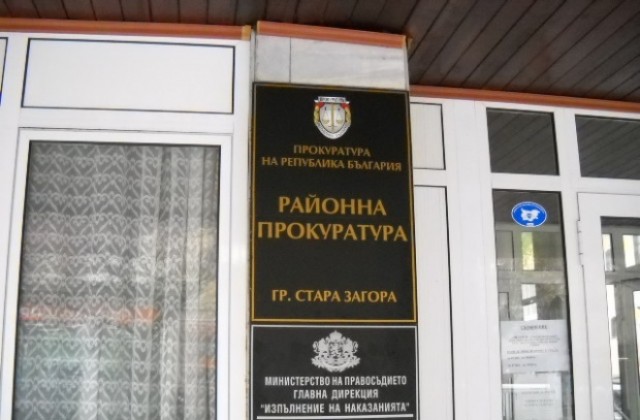 ПРОКУРАТУРА
НА РЕПУБЛИКА БЪЛГАРИЯ
РАЙОННА
ПРОКУРАТУРА
ГР. СТАРА ЗАГОРА
МИНИСТЕРСТВО НА ПРАВОСЪДИЕТО
ГЛАВНА ДИРЕКЦИЯ
"ИЗПЪЛНЕНИЕ НА НАКАЗАНИЯТА"